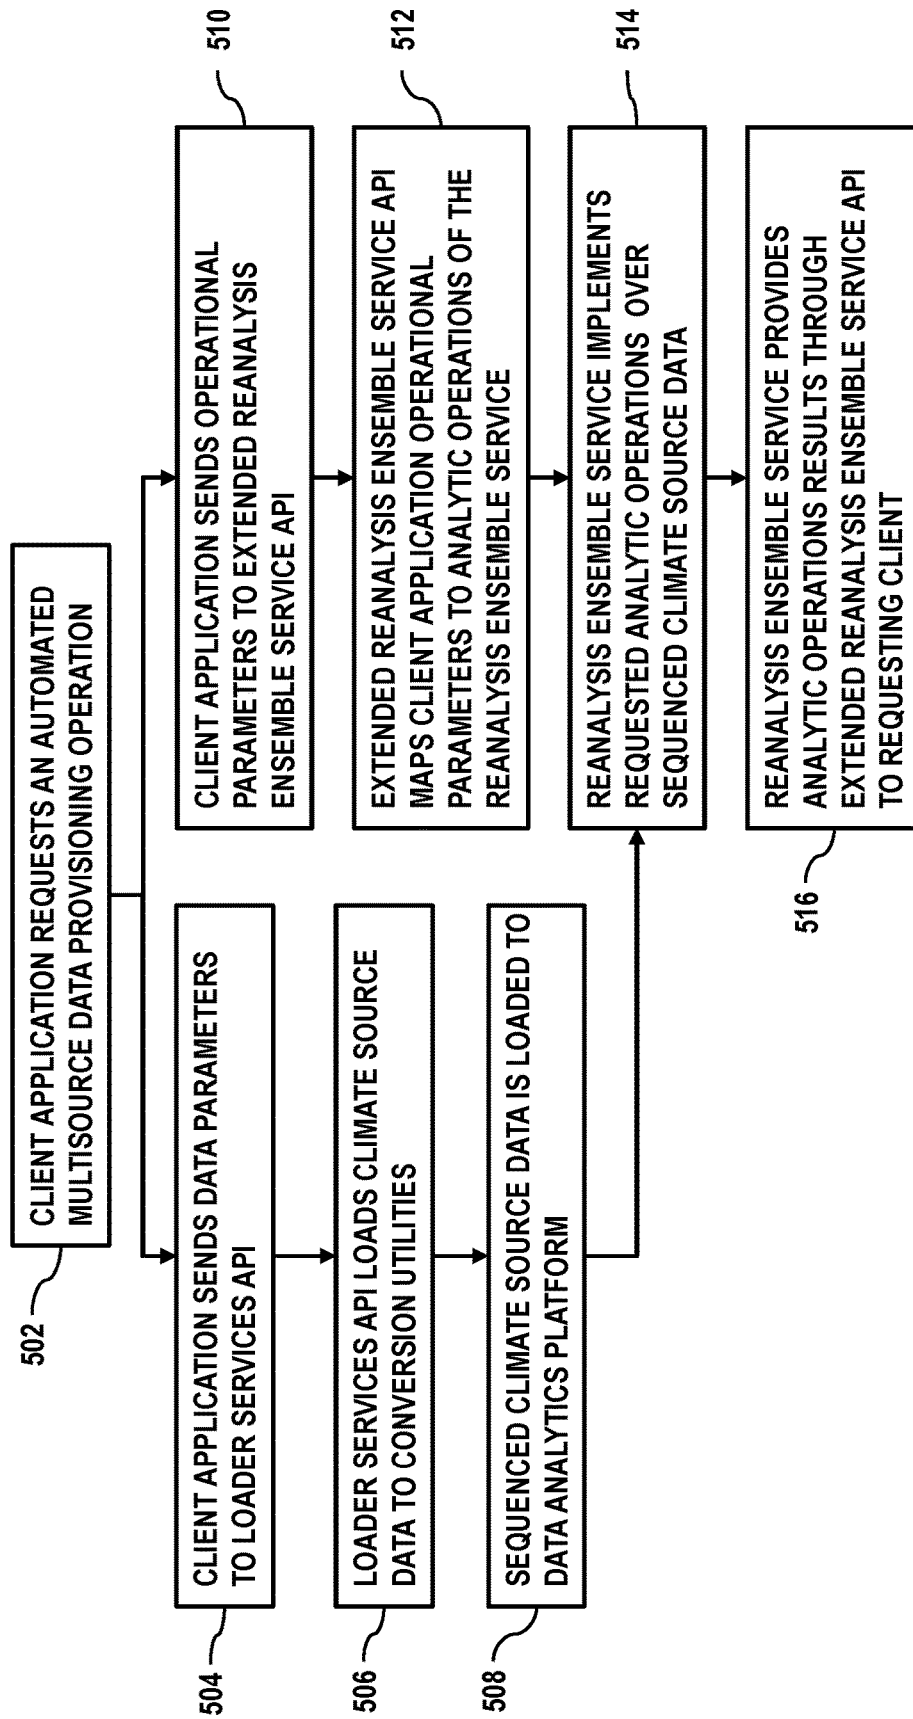 502
CLIENT APPLICATION REQUESTS AN AUTOMATED
MULTISOURCE DATA PROVISIONING OPERATION
504
CLIENT APPLICATION SENDS DATA PARAMETERS
TO LOADER SERVICES API
506
LOADER SERVICES API LOADS CLIMATE SOURCE
DATA TO CONVERSION UTILITIES
508
SEQUENCED CLIMATE SOURCE DATA IS LOADED TO
DATA ANALYTICS PLATFORM
510
CLIENT APPLICATION SENDS OPERATIONAL
PARAMETERS TO EXTENDED REANALYSIS
ENSEMBLE SERVICE API
512
EXTENDED REANALYSIS ENSEMBLE SERVICE API
MAPS CLIENT APPLICATION OPERATIONAL
PARAMETERS TO ANALYTIC OPERATIONS OF THE
REANALYSIS ENSEMBLE SERVICE
514
REANALYSIS ENSEMBLE SERVICE IMPLEMENTS
REQUESTED ANALYTIC OPERATIONS OVER
SEQUENCED CLIMATE SOURCE DATA
516
REANALYSIS ENSEMBLE SERVICE PROVIDES
ANALYTIC OPERATIONS RESULTS THROUGH
EXTENDED REANALYSIS ENSEMBLE SERVICE API
TO REQUESTING CLIENT